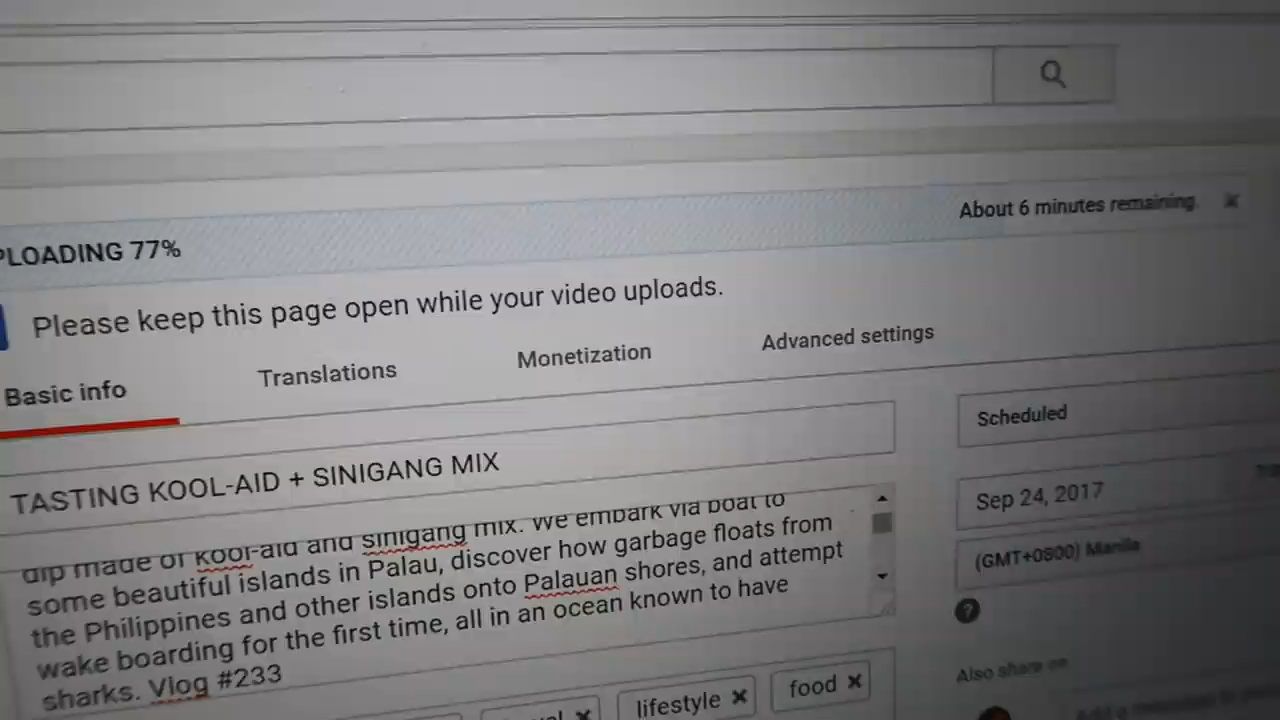 PLOADING 77%
About 6 minutes remaining.
Please keep this page open while your video uploads.
Basic info
Translations
Monetization
Advanced settings
TASTING KOOL-AID + SINIGANG MIX
dip made of kool-aid and sinigang mix. We embark via boat to
some beautiful islands in Palau, discover how garbage floats from
the Philippines and other islands onto Palauan shores, and attempt
wake boarding for the first time, all in an ocean known to have
sharks. Vlog #233
Scheduled
Sep 24, 2017
(GMT+0800) Manila
?
Also share on
lifestyle x
food x